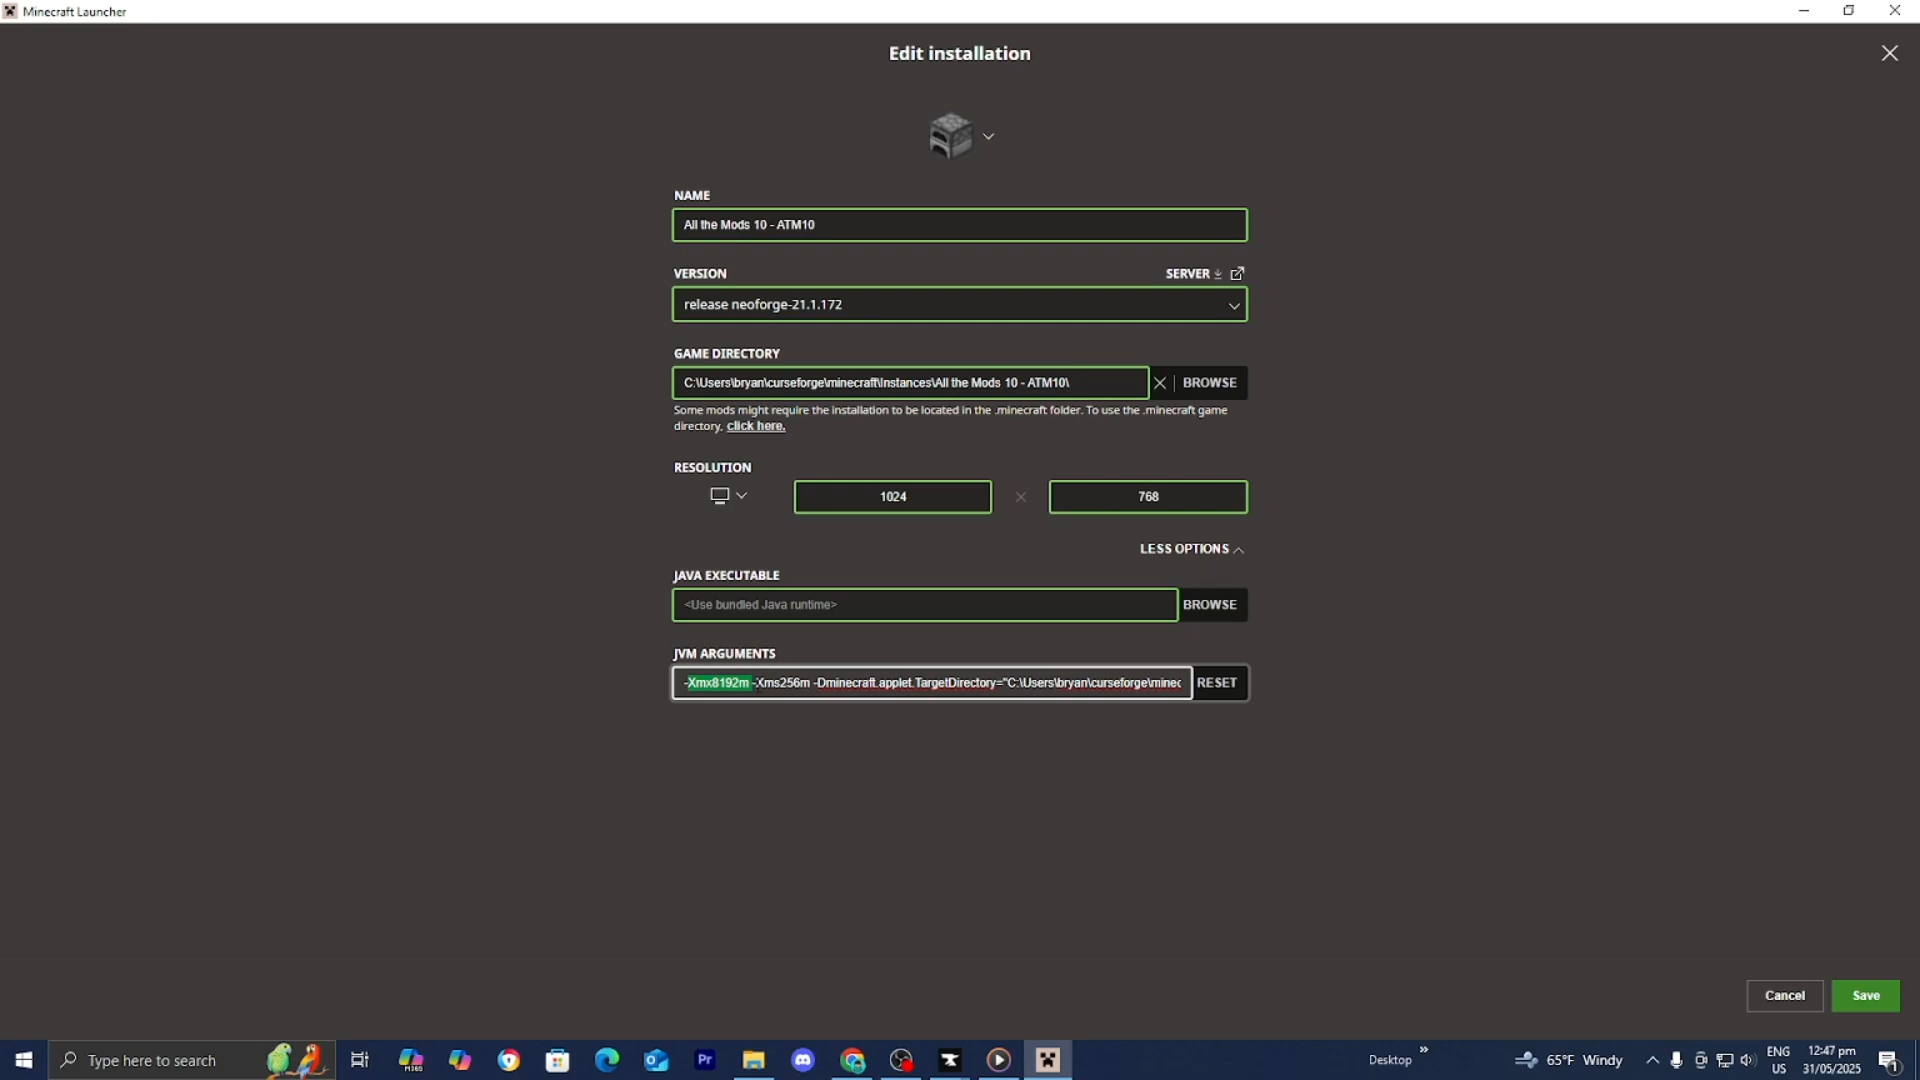 Minecraft Launcher
Edit installation
NAME
All the Mods 10 - ATM10
VERSION
SERVER
release neoforge-21.1.172
GAME DIRECTORY
C:\Users\bryan\curseforge\minecraft\Instances\All the Mods 10 - ATM10\
BROWSE
Some mods might require the installation to be located in the .minecraft folder. To use the .minecraft game
directory, click here.
RESOLUTION
1024
768
LESS OPTIONS
JAVA EXECUTABLE
<Use bundled Java runtime>
BROWSE
JVM ARGUMENTS
-Xmx8192m -Xms256m -Dminecraft.applet.TargetDirectory="C:\Users\bryan\curseforge\minec
RESET
Cancel
Save
Type here to search
M365
Pr
Desktop
65°F Windy
ENG
US
12:47 pm
31/05/2025
1